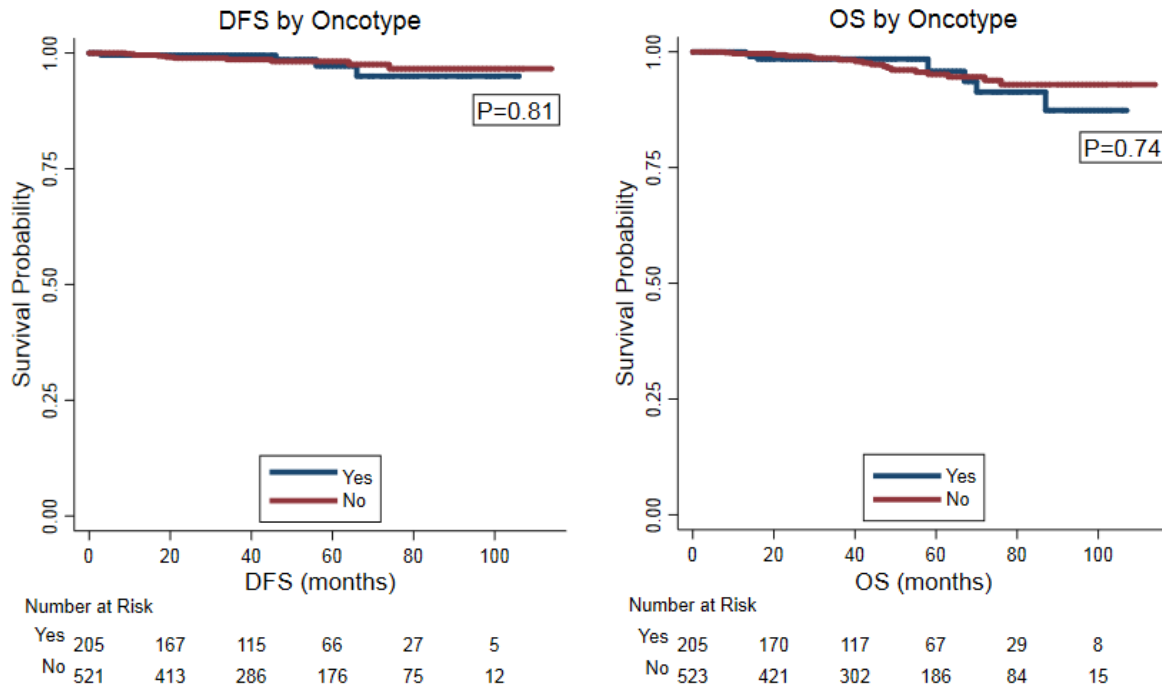 DFS by Oncotype
1.00
0.75
0.50
0.25
0.00
Survival Probability
P=0.81
Yes
No
0 20 40 60 80 100
DFS (months)
Number at Risk
Yes 205 167 115 66 27 5
No 521 413 286 176 75 12
OS by Oncotype
1.00
0.75
0.50
0.25
0.00
Survival Probability
P=0.74
Yes
No
0 20 40 60 80 100
OS (months)
Number at Risk
Yes 205 170 117 67 29 8
No 523 421 302 186 84 15